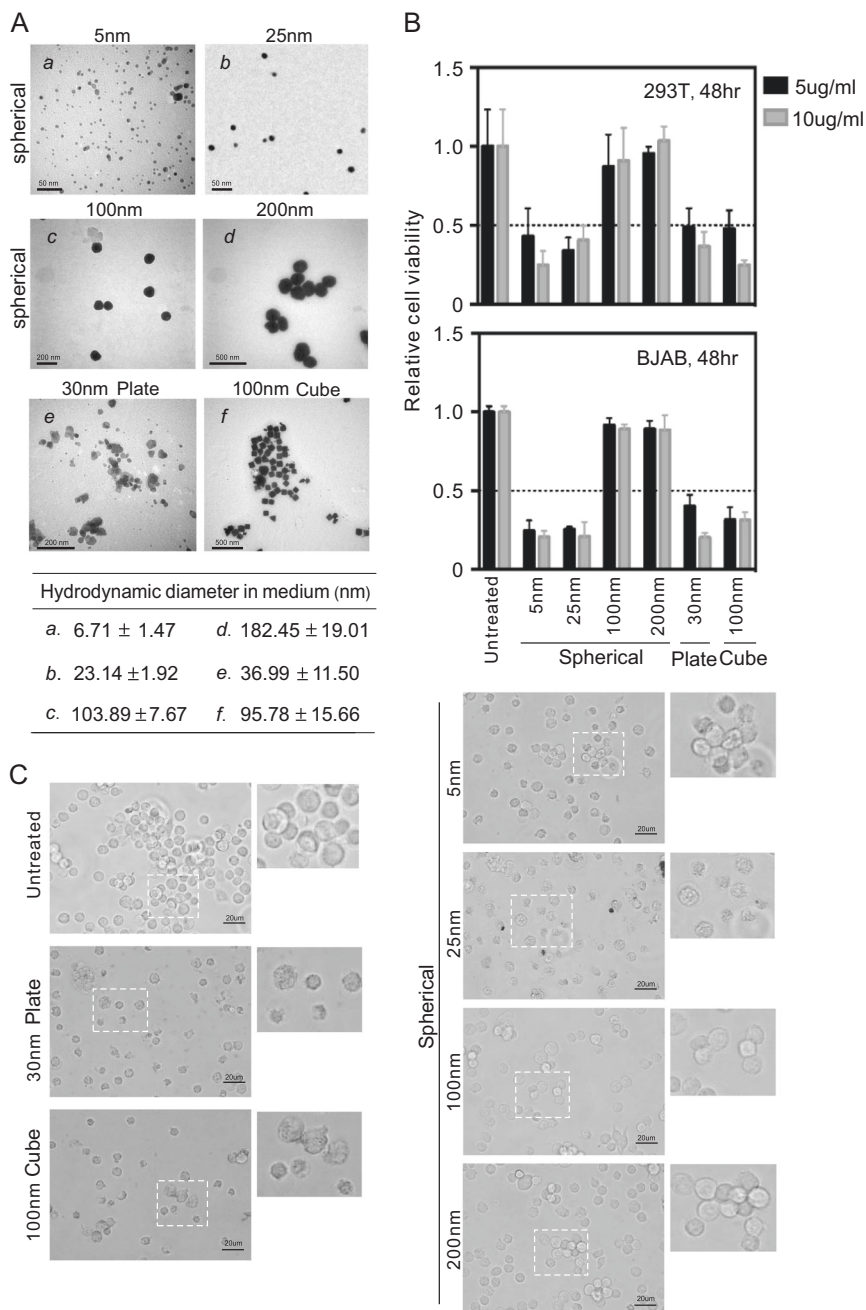 A
5nm
25nm
spherical
a
b
50 nm
50 nm
100nm
200nm
spherical
c
d
200 nm
500 nm
30nm Plate
100nm Cube
e
f
200 nm
500 nm
Hydrodynamic diameter in medium (nm)
a. 6.71 ± 1.47
d. 182.45 ±19.01
b. 23.14 ±1.92
e. 36.99 ±11.50
c. 103.89 ±7.67
f. 95.78 ±15.66
B
Relative cell viability
1.5
1.0
0.5
0
293T, 48hr
5ug/ml
10ug/ml
1.5
1.0
0.5
0
BJAB, 48hr
Untreated
5nm
25nm
100nm
200nm
30nm
100nm
Spherical
Plate
Cube
C
Untreated
20um
30nm Plate
20um
100nm Cube
20um
Spherical
5nm
20um
25nm
20um
100nm
20um
200nm
20um